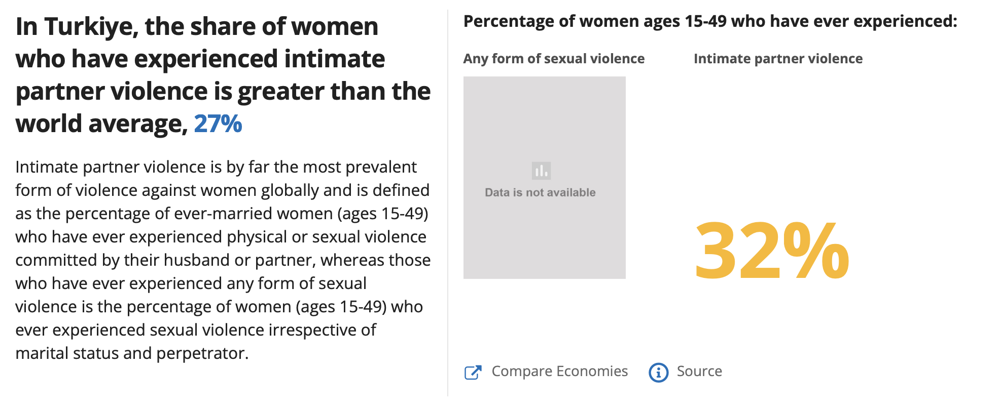 In Turkiye, the share of women
who have experienced intimate
partner violence is greater than the
world average, 27%
Intimate partner violence is by far the most prevalent
form of violence against women globally and is defined
as the percentage of ever-married women (ages 15-49)
who have ever experienced physical or sexual violence
committed by their husband or partner, whereas those
who have ever experienced any form of sexual
violence is the percentage of women (ages 15-49) who
ever experienced sexual violence irrespective of
marital status and perpetrator.
Percentage of women ages 15-49 who have ever experienced:
Any form of sexual violence
Data is not available
Intimate partner violence
32%
Compare Economies
Source